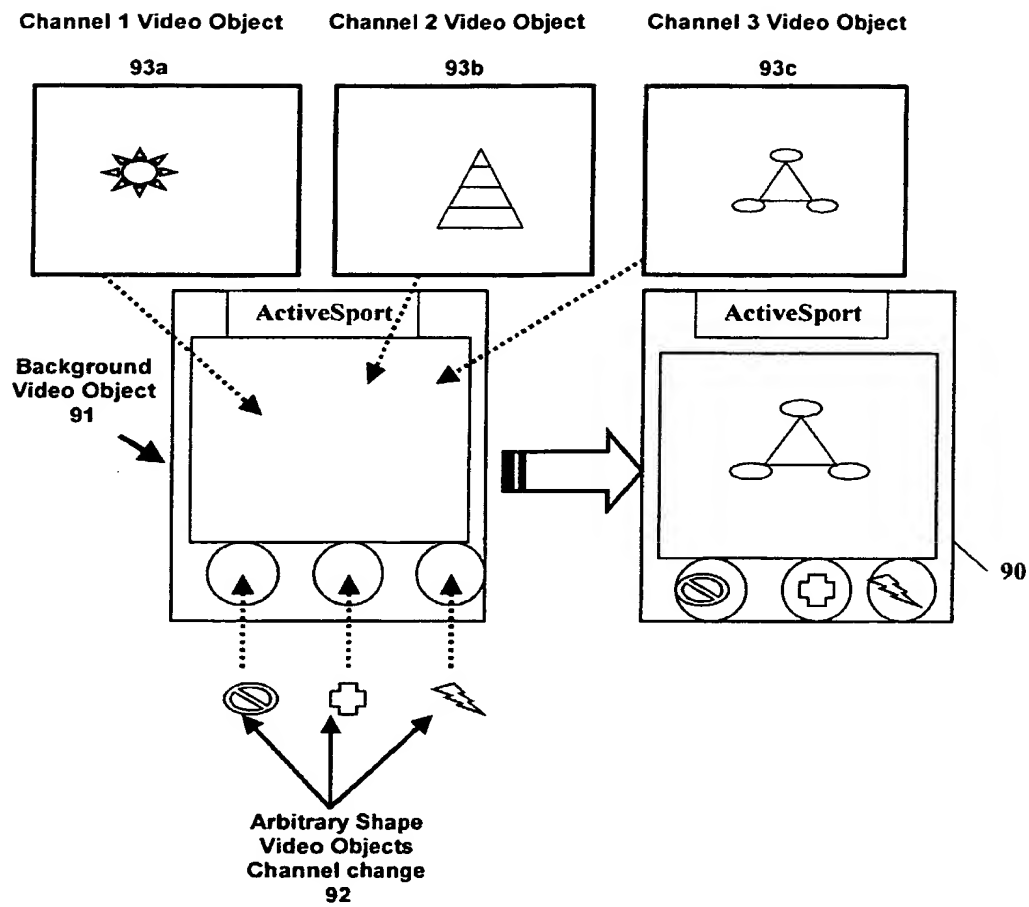 Channel 1 Video Object
93a
Channel 2 Video Object
93b
Channel 3 Video Object
93c
ActiveSport
ActiveSport
Background
Video Object
91
90
Arbitrary Shape
Video Objects
Channel change
92